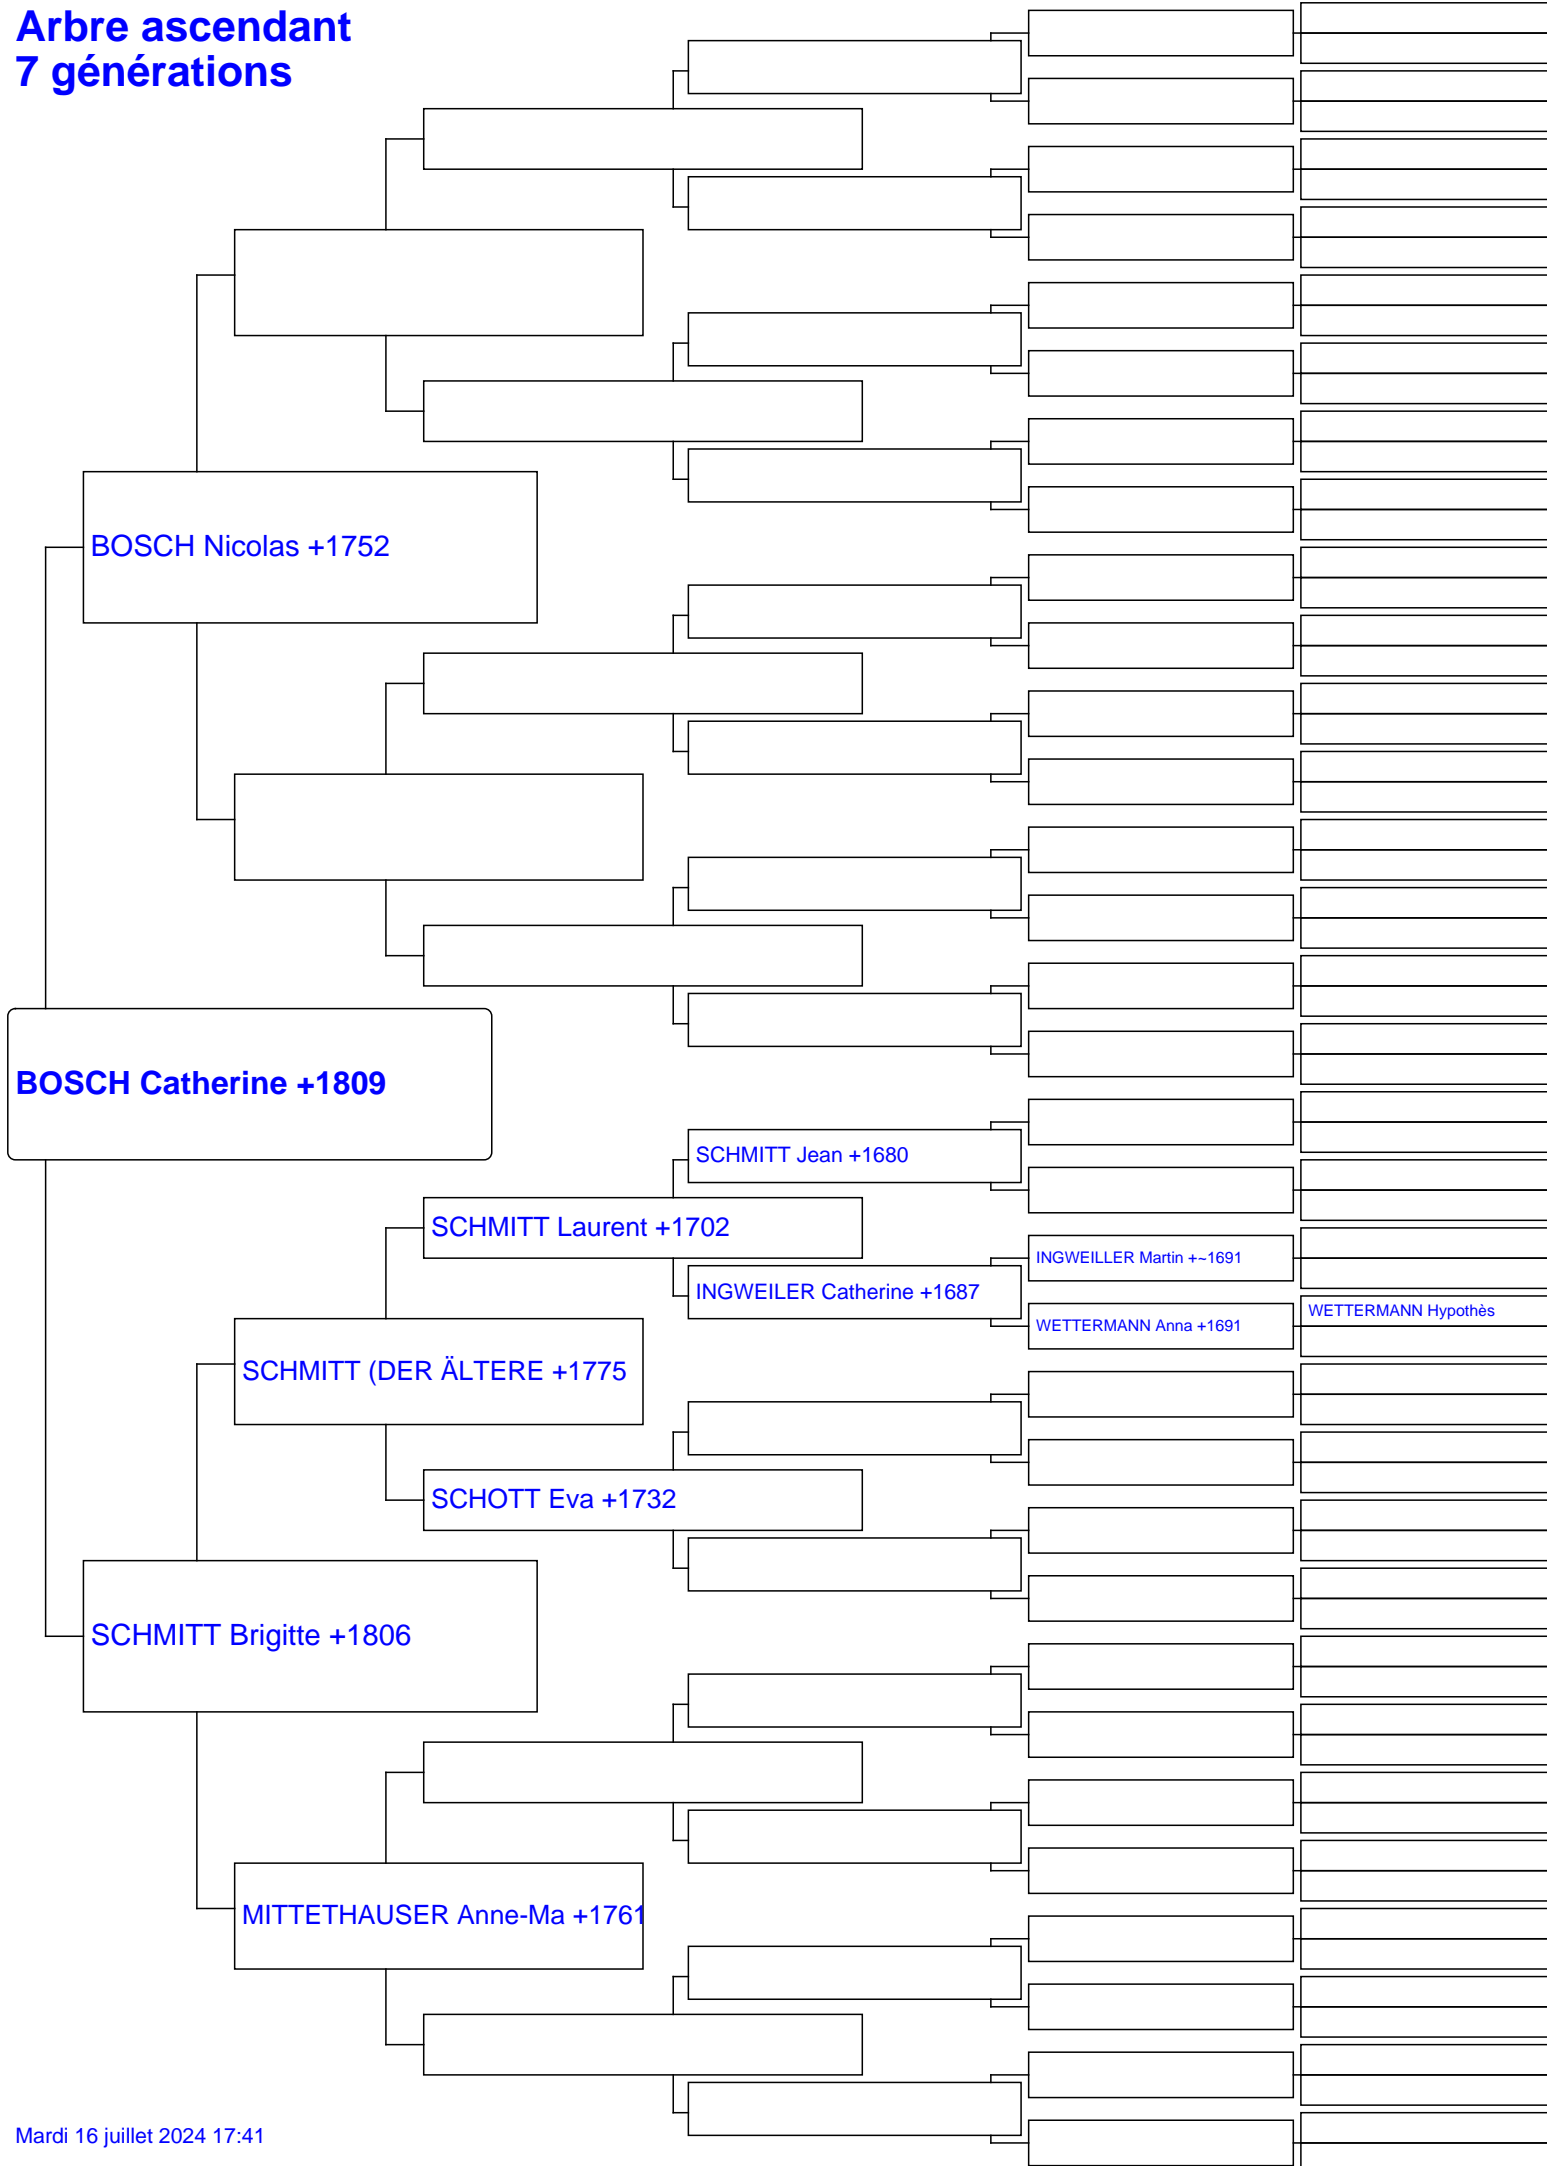 Arbre ascendant
7 générations
BOSCH Nicolas +1752
BOSCH Catherine +1809
SCHMITT Jean +1680
SCHMITT Laurent +1702
INGWEILLER Martin +~1691
INGWEILER Catherine +1687
WETTERMANN Hypothès
WETTERMANN Anna +1691
SCHMITT (DER ÄLTERE +1775
SCHOTT Eva +1732
SCHMITT Brigitte +1806
MITTETHAUSER Anne-Ma +1761
Mardi 16 juillet 2024 17:41